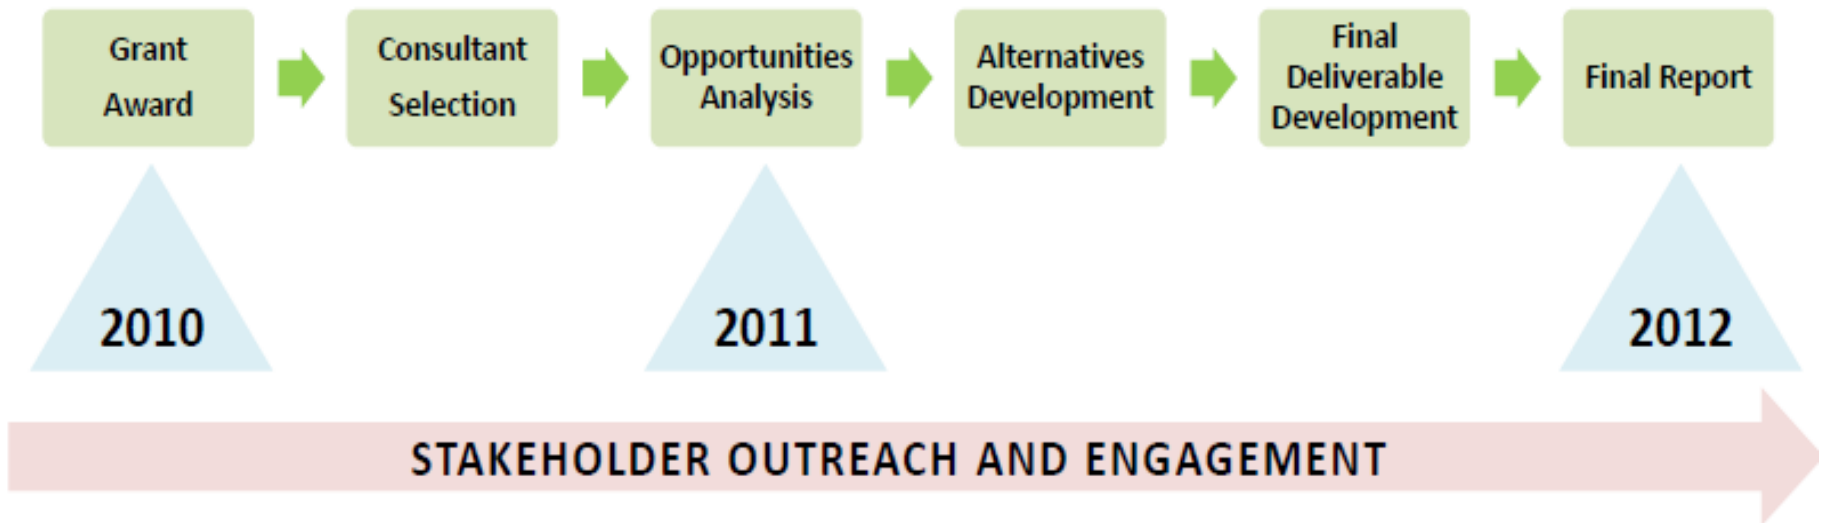 Grant
Award
Consultant
Selection
Opportunities
Analysis
Alternatives
Development
Final
Deliverable
Development
Final Report
2010
2011
2012
STAKEHOLDER OUTREACH AND ENGAGEMENT